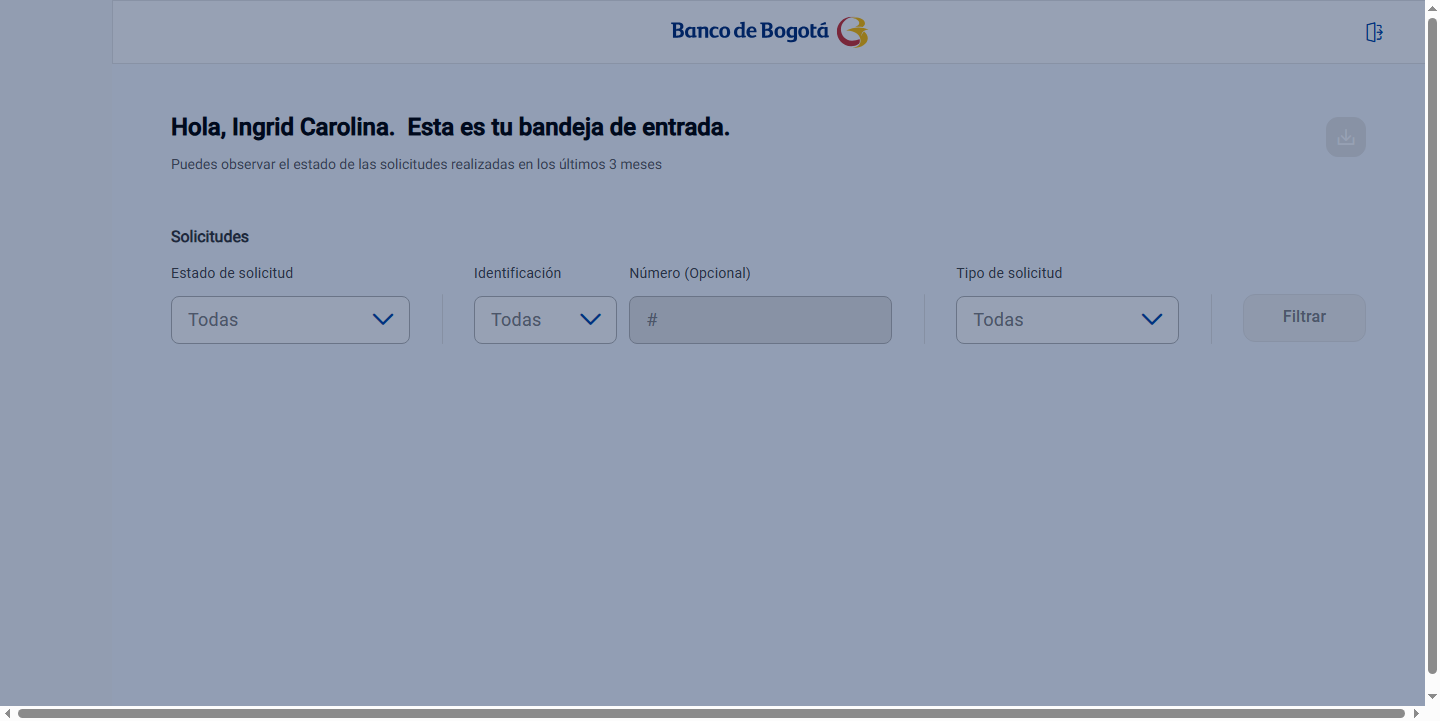 Banco de Bogotá
Hola, Ingrid Carolina.  Esta es tu bandeja de entrada.
Puedes observar el estado de las solicitudes realizadas en los últimos 3 meses
Solicitudes
Estado de solicitud
Identificación
Número (Opcional)
Tipo de solicitud
Todas
Todas
#
Todas
Filtrar